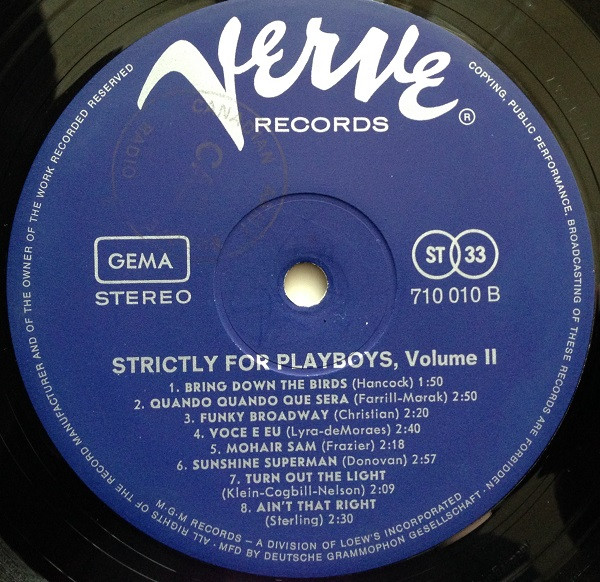 Verve
RECORDS
®
CANADIAN
RADIO
GEMA
STEREO
ST 33
710 010 B
STRICTLY FOR PLAYBOYS, Volume II
1. BRING DOWN THE BIRDS (Hancock) 1:50
2. QUANDO QUANDO QUE SERA (Farrill-Marak) 2:50
3. FUNKY BROADWAY (Christian) 2:20
4. VOCE E EU (Lyra-deMoraes) 2:40
5. MOHAIR SAM (Frazier) 2:18
6. SUNSHINE SUPERMAN (Donovan) 2:57
7. TURN OUT THE LIGHT
(Klein-Cogbill-Nelson) 2:09
8. AIN'T THAT RIGHT
(Sterling) 2:30
M·G·M RECORDS – A DIVISION OF LOEW'S INCORPORATED
ALL RIGHTS OF THE RECORD MANUFACTURER AND OF THE OWNER OF THE WORK RECORDED RESERVED
COPYING, PUBLIC PERFORMANCE, BROADCASTING OF THESE RECORDS ARE FORBIDDEN · MFD BY DEUTSCHE GRAMMOPHON GESELLSCHAFT ·